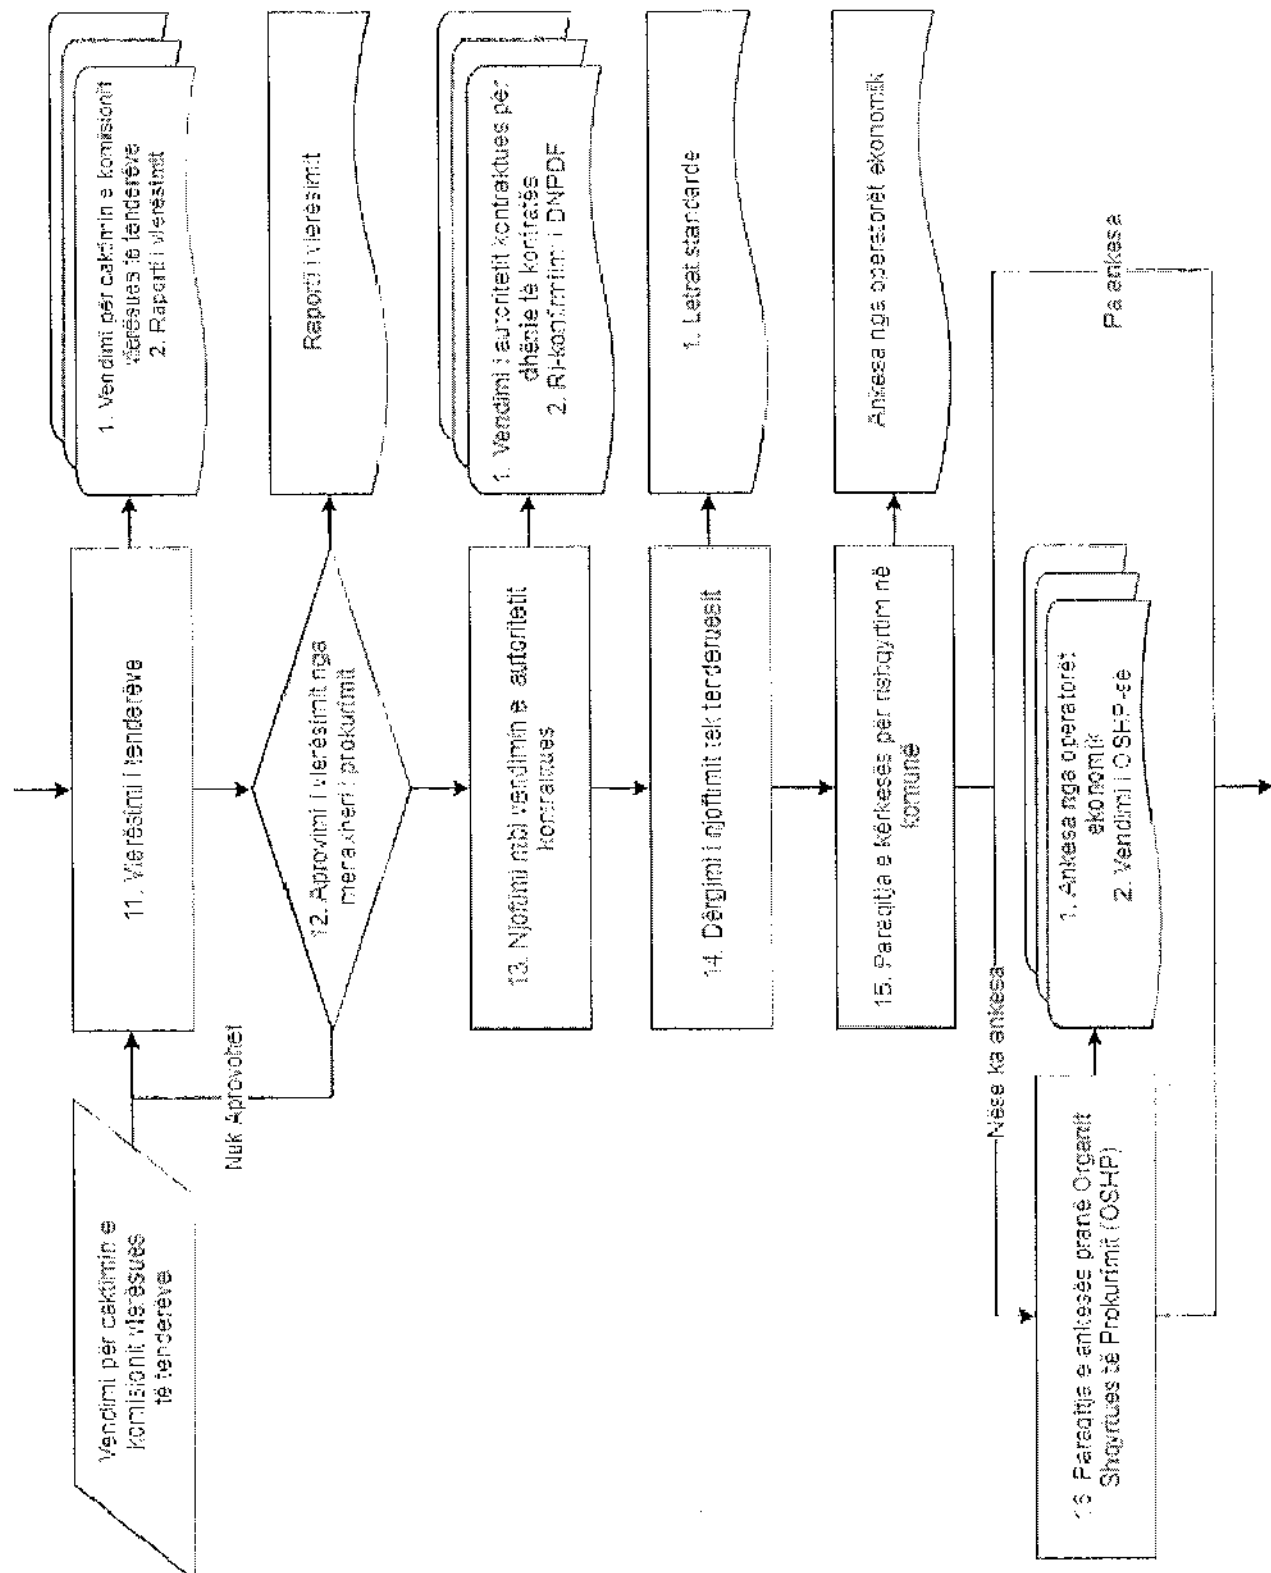 Vendimi për caktimin e
komisionit vlerësues
të tenderëve
11. Vlerësimi i tenderëve
1. Vendimi për caktimin e komisionit
vlerësues të tenderëve
2. Raporti i vlerësimit
Nuk Aprovohet
12. Aprovimi i vlerësimit nga
menaxheri i prokurimit
Raporti i vlerësimit
13. Njoftimi mbi vendimin e autoritetit
kontraktues
1. Vendimi i autoritetit kontraktues për
dhënie të kontratës
2. Ri-konfirmimi i DNPDF
14. Dërgimi i njoftimit tek tenderuesit
1. Letrat standarde
15. Paraqitja e kërkesës për rishqyrtim në
komunë
Ankesa nga operatorët ekonomik
Nëse ka ankesa
Pa ankesa
16. Paraqitja e ankesës pranë Organit
Shqyrtues të Prokurimit (OSHP)
1. Ankesa nga operatorët
ekonomik
2. Vendimi i OSHP-së